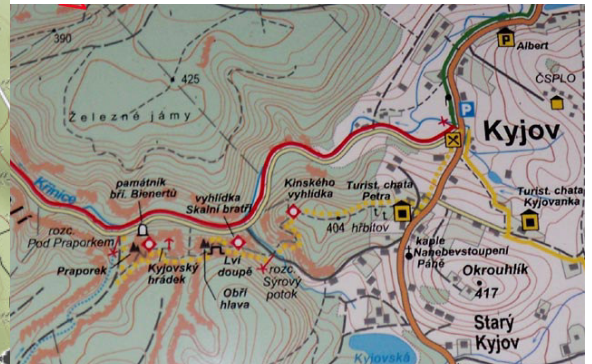 390
425
Železné jámy
P
Albert
ČSPLO
P
Kyjov
Křinice
památník
bří. Bienertů
vyhlídka
Skalní bratři
Kinského
vyhlídka
Turist. chata
Petra
Turist. chata
Kyjovanka
lí
rozc.
Pod Praporkem
404
hřbitov
Praporek
Kyjovský
hrádek
Lví
doupě
Obří
hlava
rozc.
Sýrový
potok
kaple
Nanebevstoupení
Páně
Okrouhlík
417
Starý
Kyjov
Kyjovská